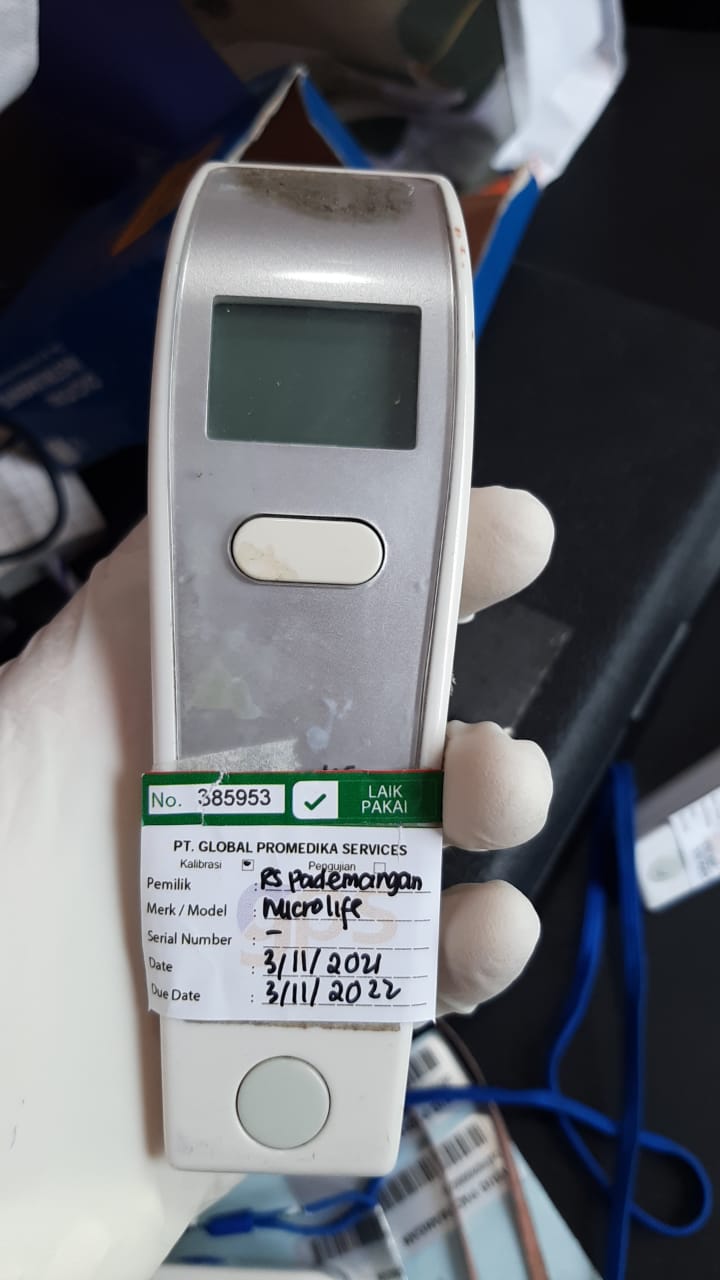 No. 385953
LAIK
PAKAI
PT. GLOBAL PROMEDIKA SERVICES
Kalibrasi Pengujian
Pemilik : RS Pademangan
Merk / Model : Microlife
Serial Number : -
Date : 3/11/2021
Due Date : 3/11/2022
gps